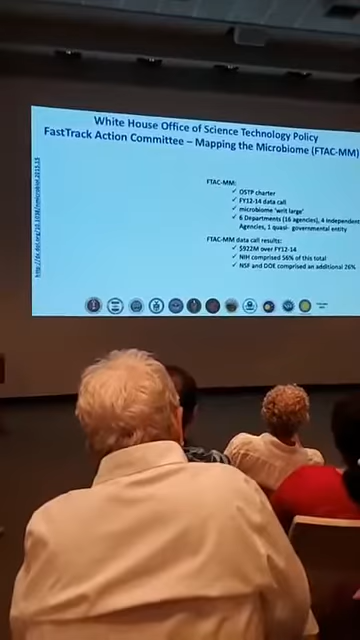 White House Office of Science Technology Policy
FastTrack Action Committee – Mapping the Microbiome (FTAC-MM)
FTAC-MM:
✓ OSTP charter
✓ FY12-14 data call
✓ microbiome 'writ large'
✓ 6 Departments (16 agencies), 4 Independent
Agencies, 1 quasi- governmental entity
FTAC-MM data call results:
✓ $922M over FY12-14
✓ NIH comprised 56% of this total
✓ NSF and DOE comprised an additional 26%